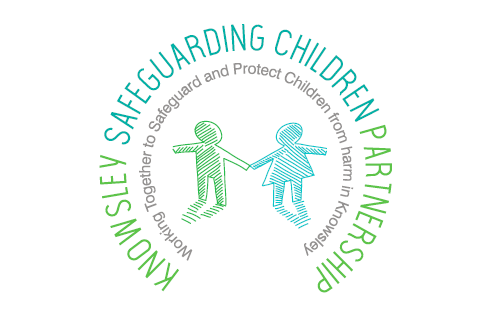 KNOWSLEY SAFEGUARDING CHILDREN PARTNERSHIP
Working Together to Safeguard and Protect Children from harm in Knowsley